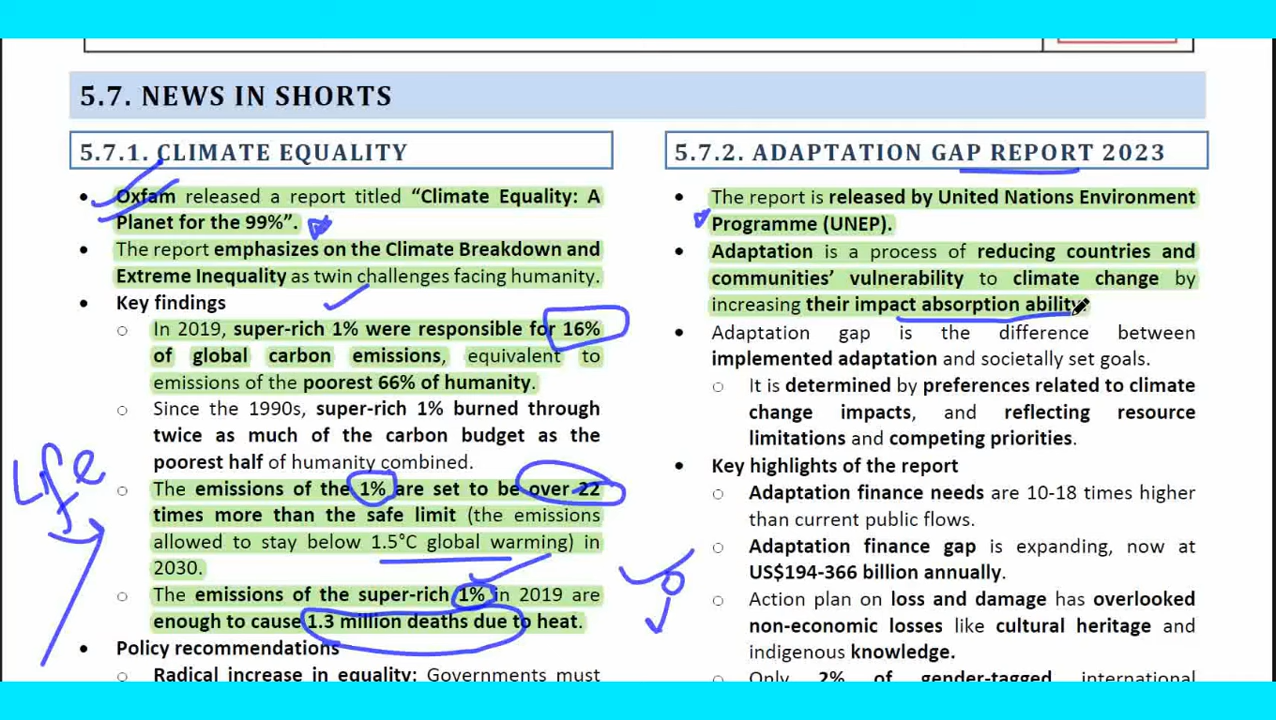 5.7. NEWS IN SHORTS
5.7.1. CLIMATE EQUALITY
• Oxfam released a report titled “Climate Equality: A
Planet for the 99%”.
• The report emphasizes on the Climate Breakdown and
Extreme Inequality as twin challenges facing humanity.
• Key findings
○ In 2019, super-rich 1% were responsible for 16%
of global carbon emissions, equivalent to
emissions of the poorest 66% of humanity.
○ Since the 1990s, super-rich 1% burned through
twice as much of the carbon budget as the
poorest half of humanity combined.
○ The emissions of the 1% are set to be over 22
times more than the safe limit (the emissions
allowed to stay below 1.5°C global warming) in
2030.
○ The emissions of the super-rich 1% in 2019 are
enough to cause 1.3 million deaths due to heat.
• Policy recommendations
○ Radical increase in equality: Governments must
Life
5.7.2. ADAPTATION GAP REPORT 2023
• The report is released by United Nations Environment
Programme (UNEP).
• Adaptation is a process of reducing countries and
communities’ vulnerability to climate change by
increasing their impact absorption ability.
• Adaptation gap is the difference between
implemented adaptation and societally set goals.
○ It is determined by preferences related to climate
change impacts, and reflecting resource
limitations and competing priorities.
• Key highlights of the report
○ Adaptation finance needs are 10-18 times higher
than current public flows.
○ Adaptation finance gap is expanding, now at
US$194-366 billion annually.
○ Action plan on loss and damage has overlooked
non-economic losses like cultural heritage and
indigenous knowledge.
○ Only 2% of gender-tagged international